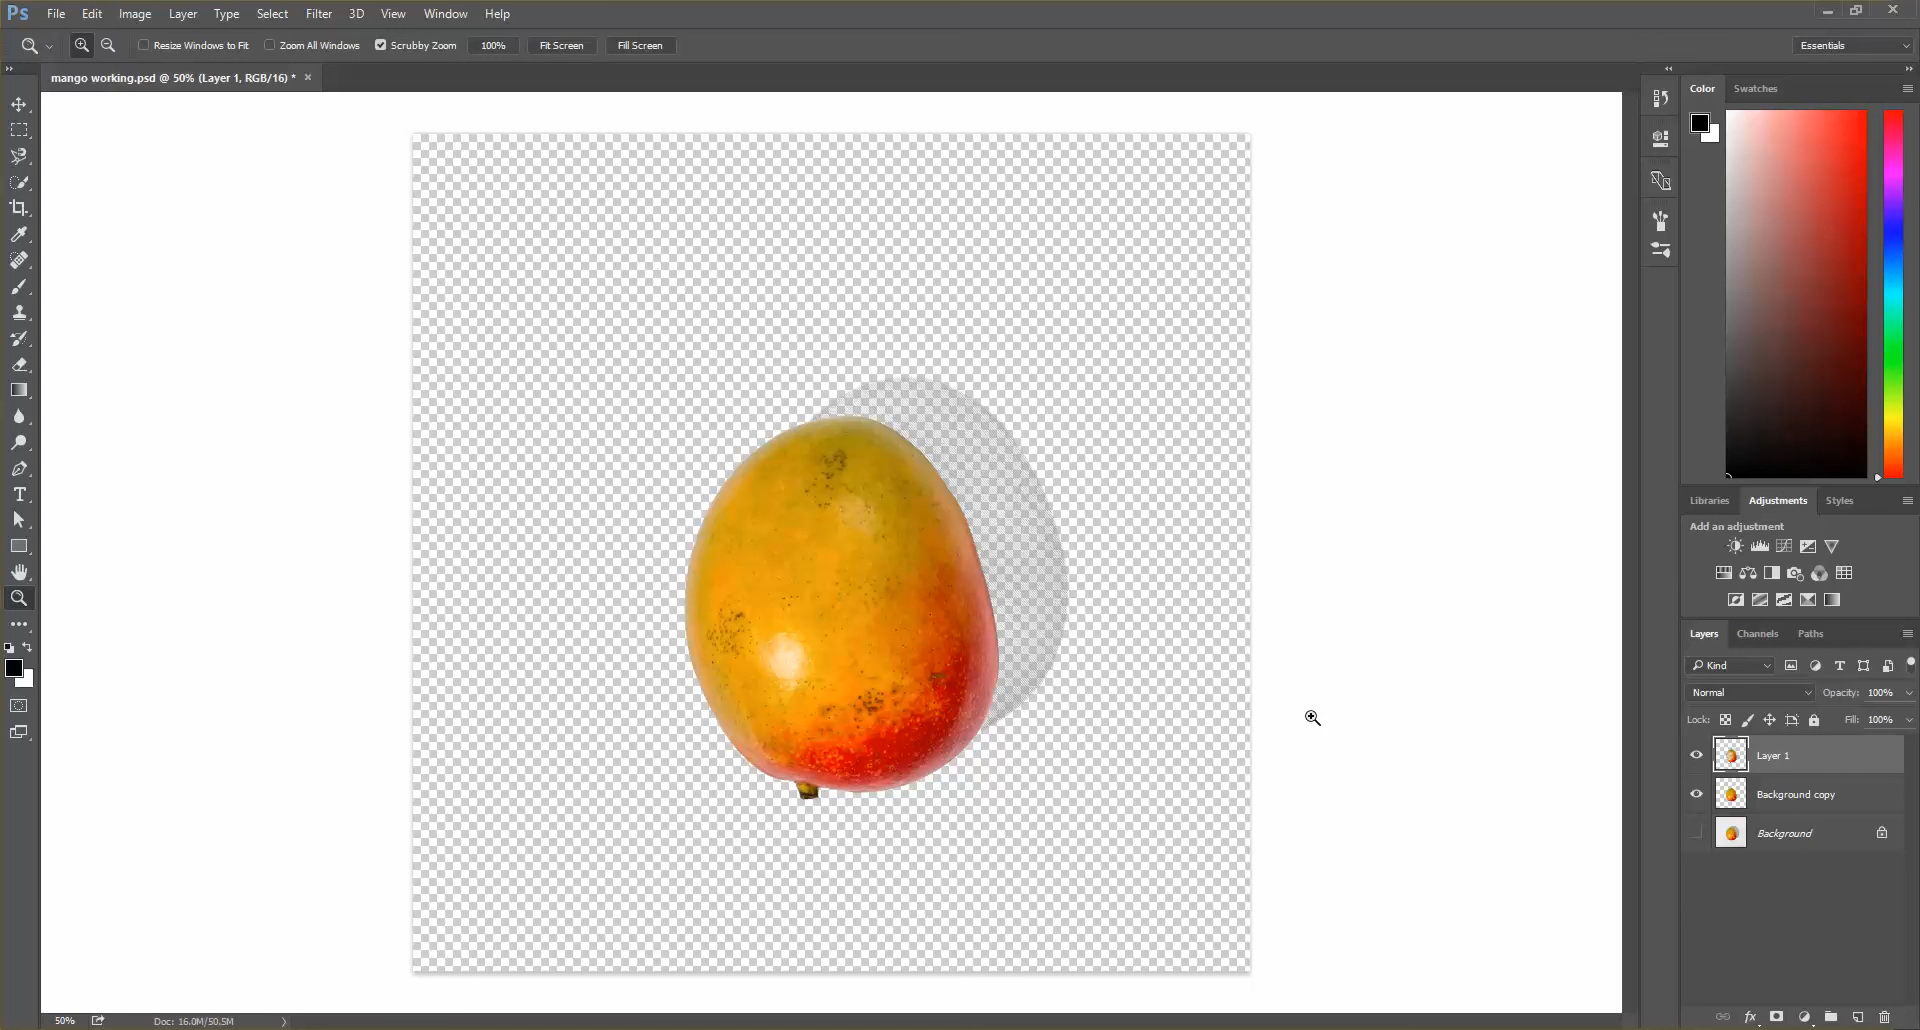 Ps File Edit Image Layer Type Select Filter 3D View Window Help
Resize Windows to Fit Zoom All Windows Scrubby Zoom 100% Fit Screen Fill Screen Essentials
mango working.psd @ 50% (Layer 1, RGB/16) * ×
Color Swatches
Libraries Adjustments Styles
Add an adjustment
Layers Channels Paths
Kind T
Normal Opacity: 100%
Lock: Fill: 100%
Layer 1
Background copy
Background
T
fx
50% Doc: 16.0M/50.5M